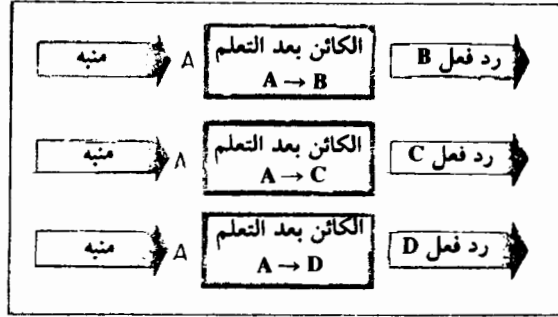 منبه A الكائن بعد التعلم رد فعل B
A → B
منبه A الكائن بعد التعلم رد فعل C
A → C
منبه A الكائن بعد التعلم رد فعل D
A → D